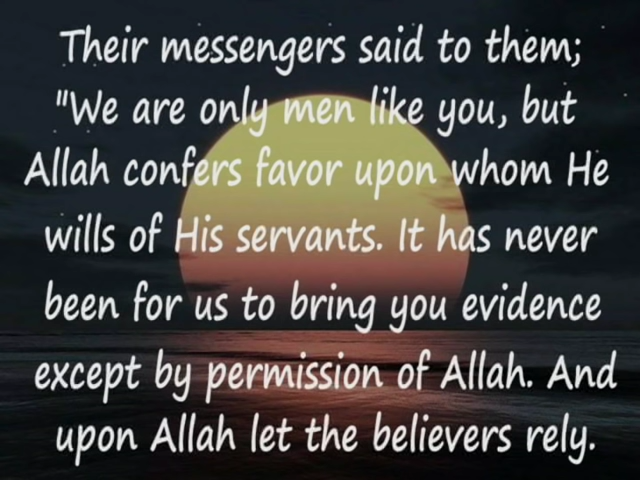 Their messengers said to them;
"We are only men like you, but
Allah confers favor upon whom He
wills of His servants. It has never
been for us to bring you evidence
except by permission of Allah. And
upon Allah let the believers rely.